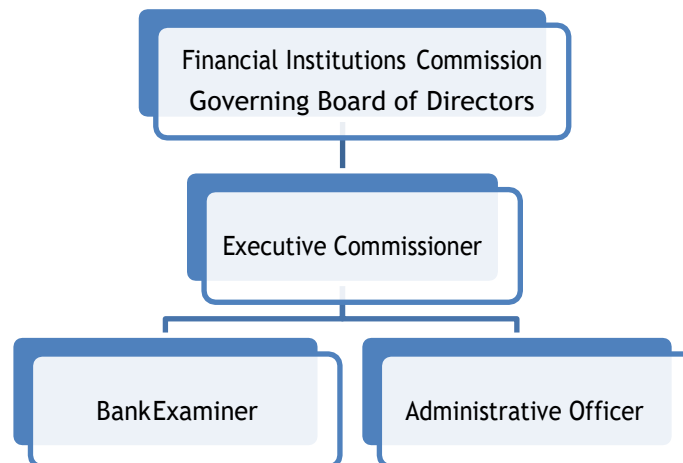 Financial Institutions Commission
Governing Board of Directors
Executive Commissioner
BankExaminer
Administrative Officer